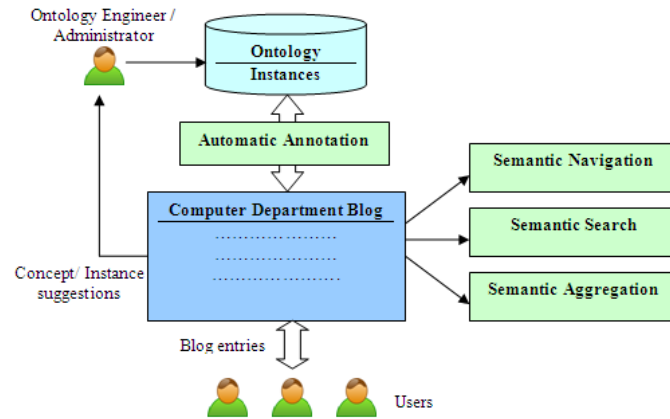 Ontology Engineer /
Administrator
Ontology
Instances
Automatic Annotation
Semantic Navigation
Computer Department Blog
Semantic Search
Concept/ Instance
suggestions
Semantic Aggregation
Blog entries
Users